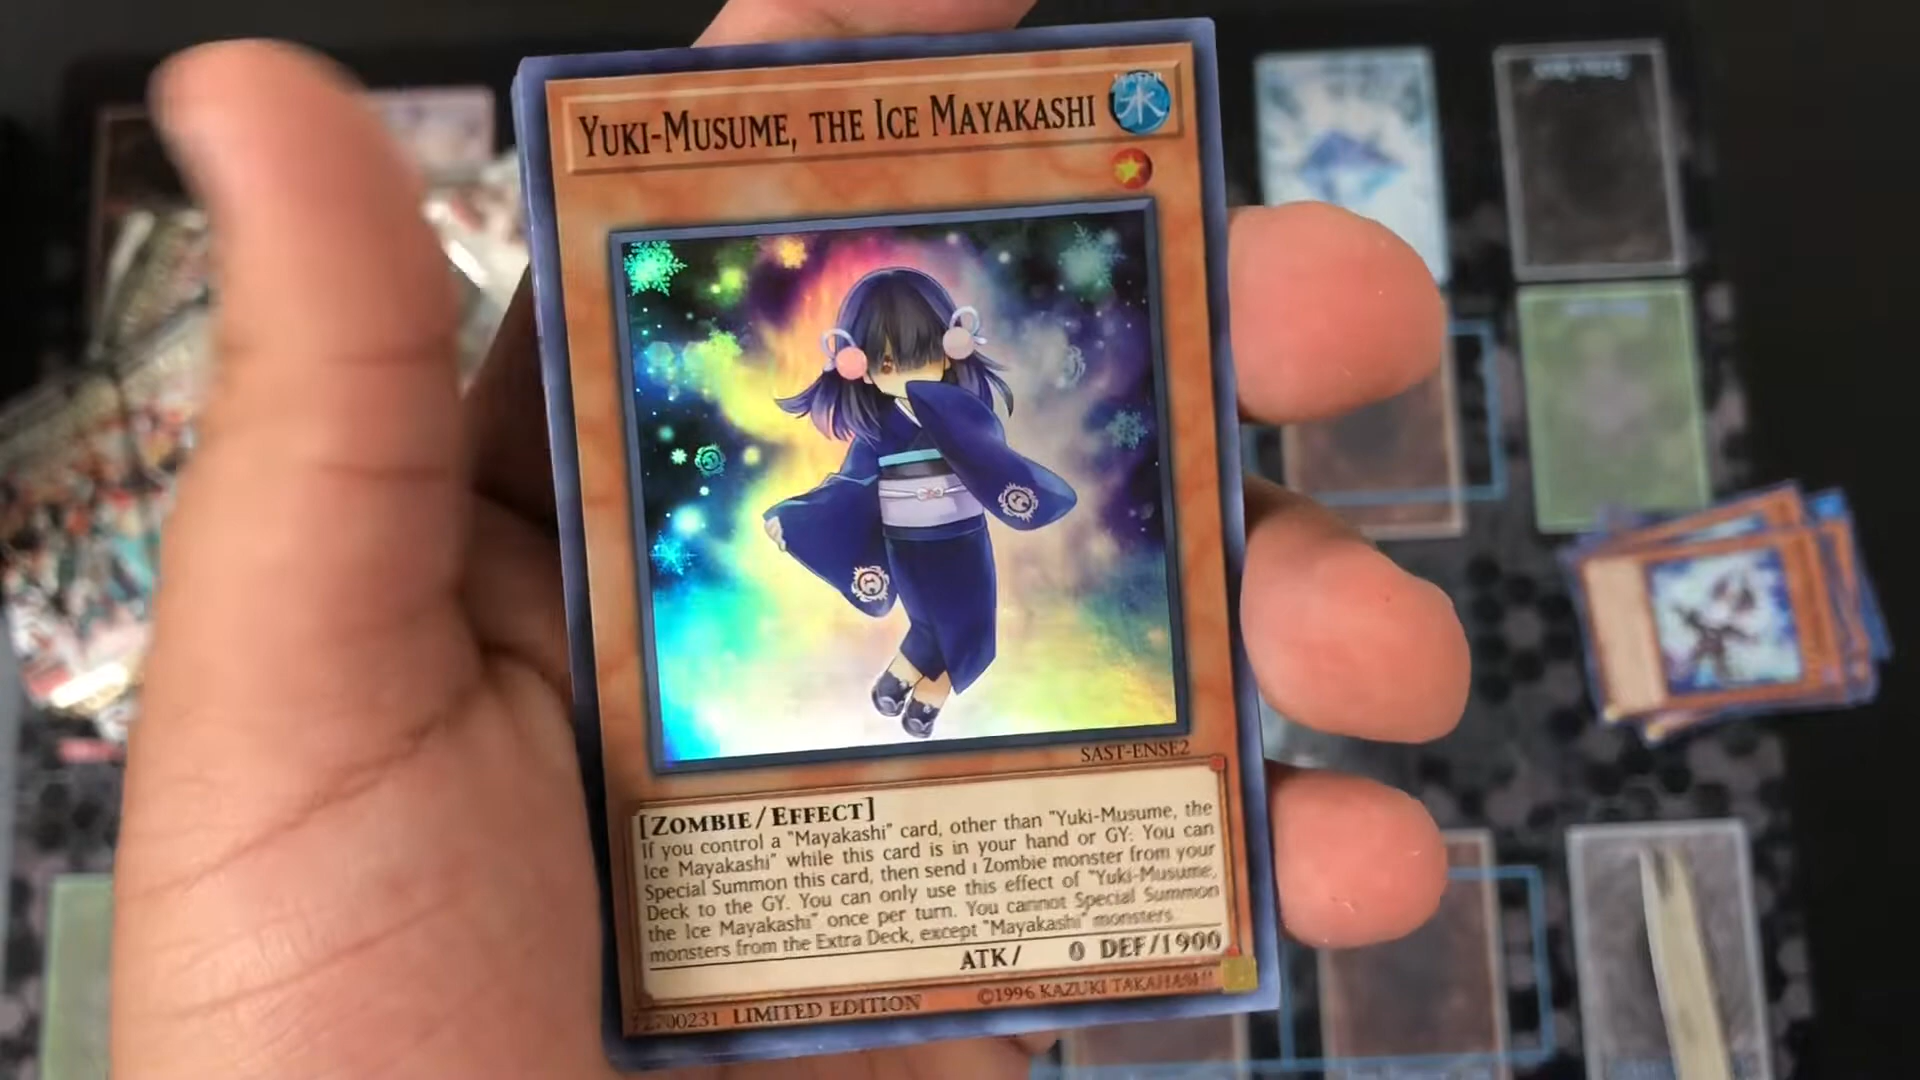 Yuki-Musume, the Ice Mayakashi
WATER
水
SAST-ENSE2
[Zombie/Effect]
If you control a "Mayakashi" card, other than "Yuki-Musume, the
Ice Mayakashi" while this card is in your hand or GY: You can
Special Summon this card, then send 1 Zombie monster from your
Deck to the GY. You can only use this effect of "Yuki-Musume,
the Ice Mayakashi" once per turn. You cannot Special Summon
monsters from the Extra Deck, except "Mayakashi" monsters.
ATK/ 0 DEF/1900
72700231 LIMITED EDITION ©1996 KAZUKI TAKAHASHI